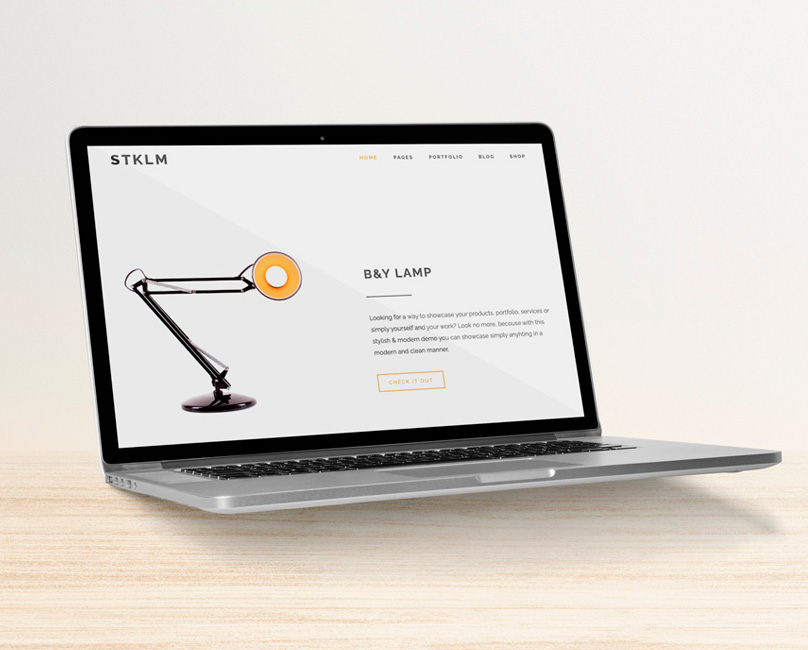 STKLM
HOME PAGES PORTFOLIO BLOG SHOP
B&Y LAMP
Looking for a way to showcase your products, portfolio, services or
simply yourself and your work? Look no more, becouse with this
stylish & modern demo you can showcase simply anyhting in a
modern and clean manner.
CHECK IT OUT